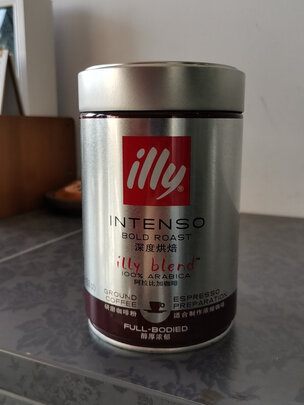 illy
INTENSO
BOLD ROAST
深度烘焙
illy blend™
100% ARABICA
阿拉比加咖啡
GROUND COFFEE
研磨咖啡粉
ESPRESSO PREPARATION
适合制作浓缩咖啡
FULL-BODIED
醇厚浓郁